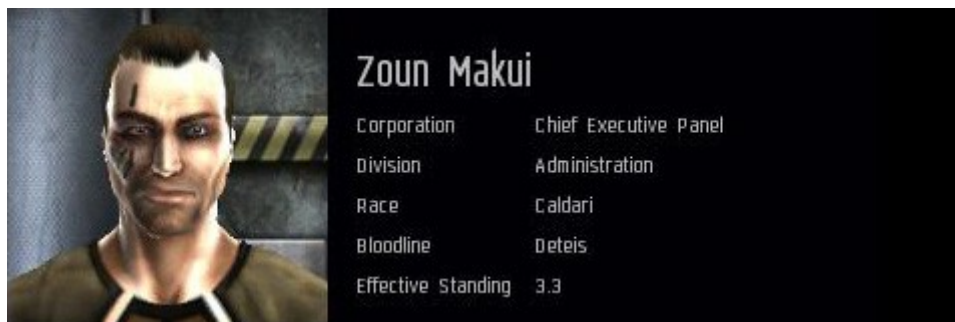 Zoun Makui
Corporation Chief Executive Panel
Division Administration
Race Caldari
Bloodline Deteis
Effective Standing 3.3